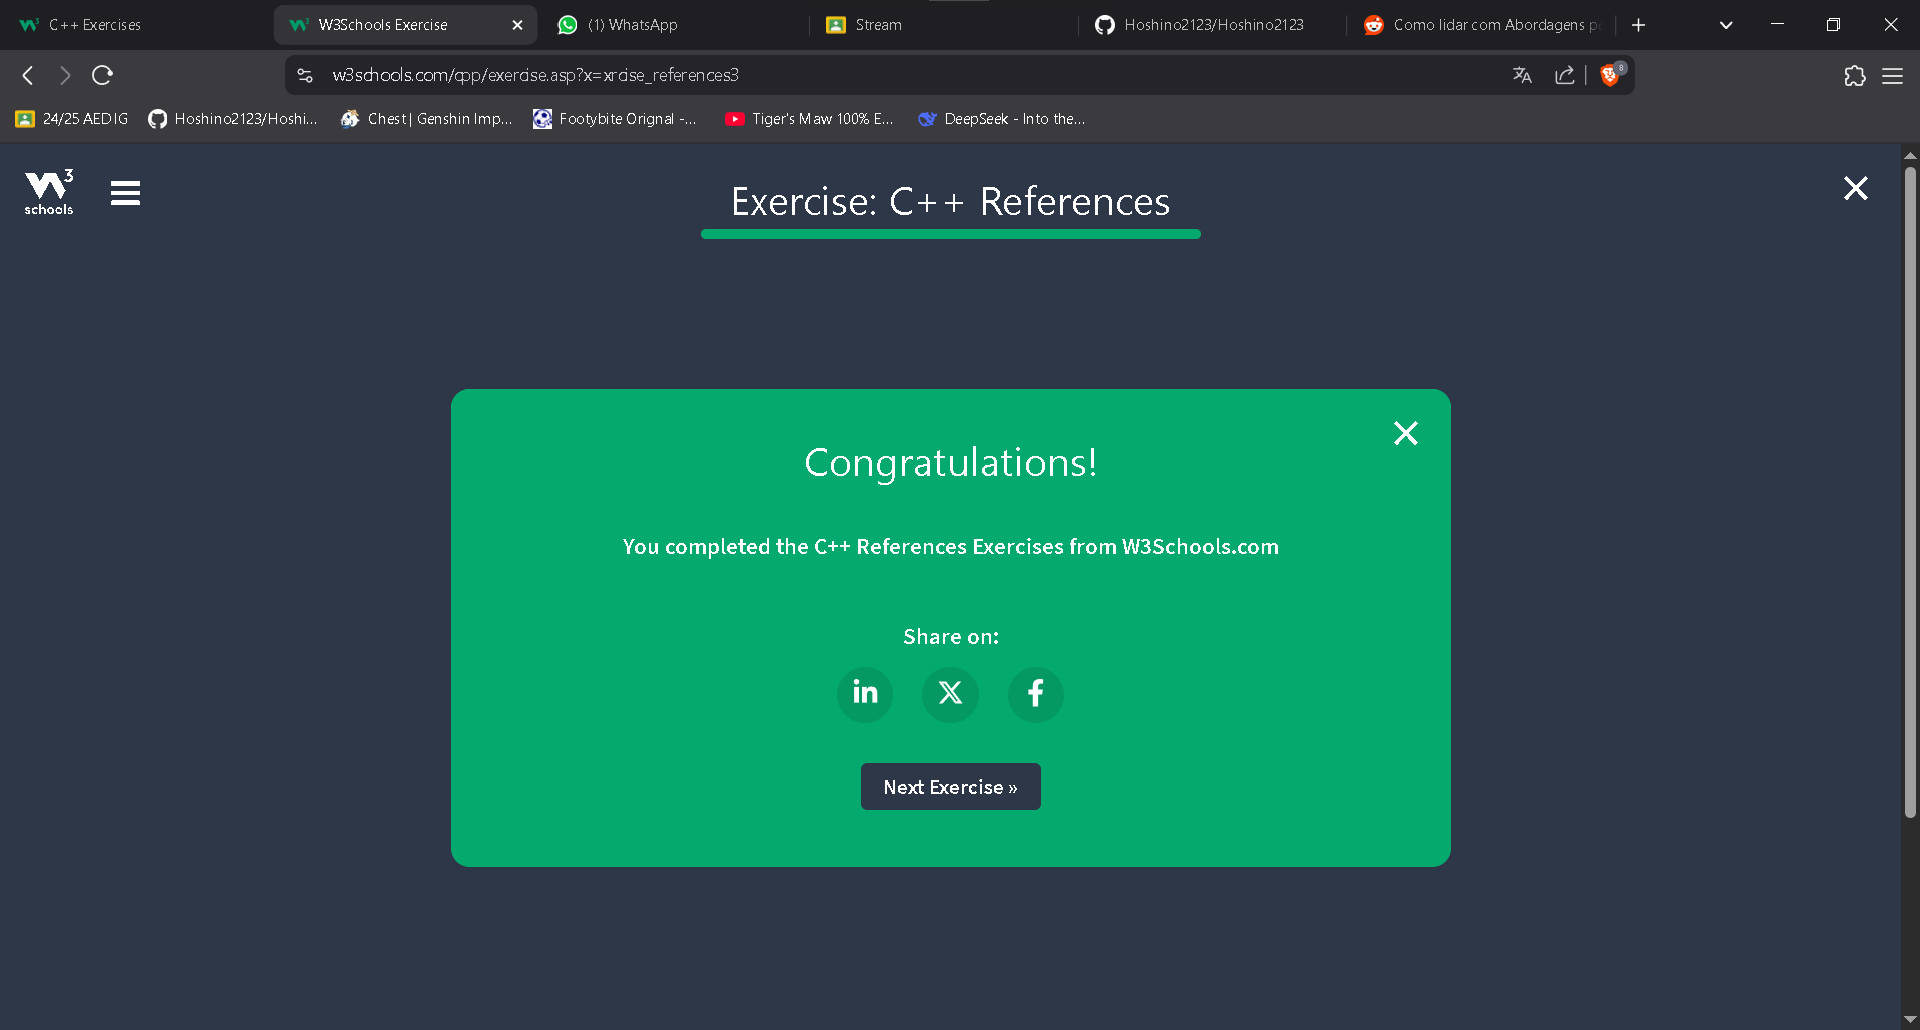 C++ Exercises
W3Schools Exercise
(1) WhatsApp
Stream
Hoshino2123/Hoshino2123
Como lidar com Abordagens pe
w3schools.com/cpp/exercise.asp?x=xrcise_references3
24/25 AEDIG
Hoshino2123/Hoshi...
Chest | Genshin Imp...
Footybite Orignal -...
Tiger's Maw 100% E...
DeepSeek - Into the...
W3 schools
Exercise: C++ References
Congratulations!
You completed the C++ References Exercises from W3Schools.com
Share on:
in
X
f
Next Exercise »